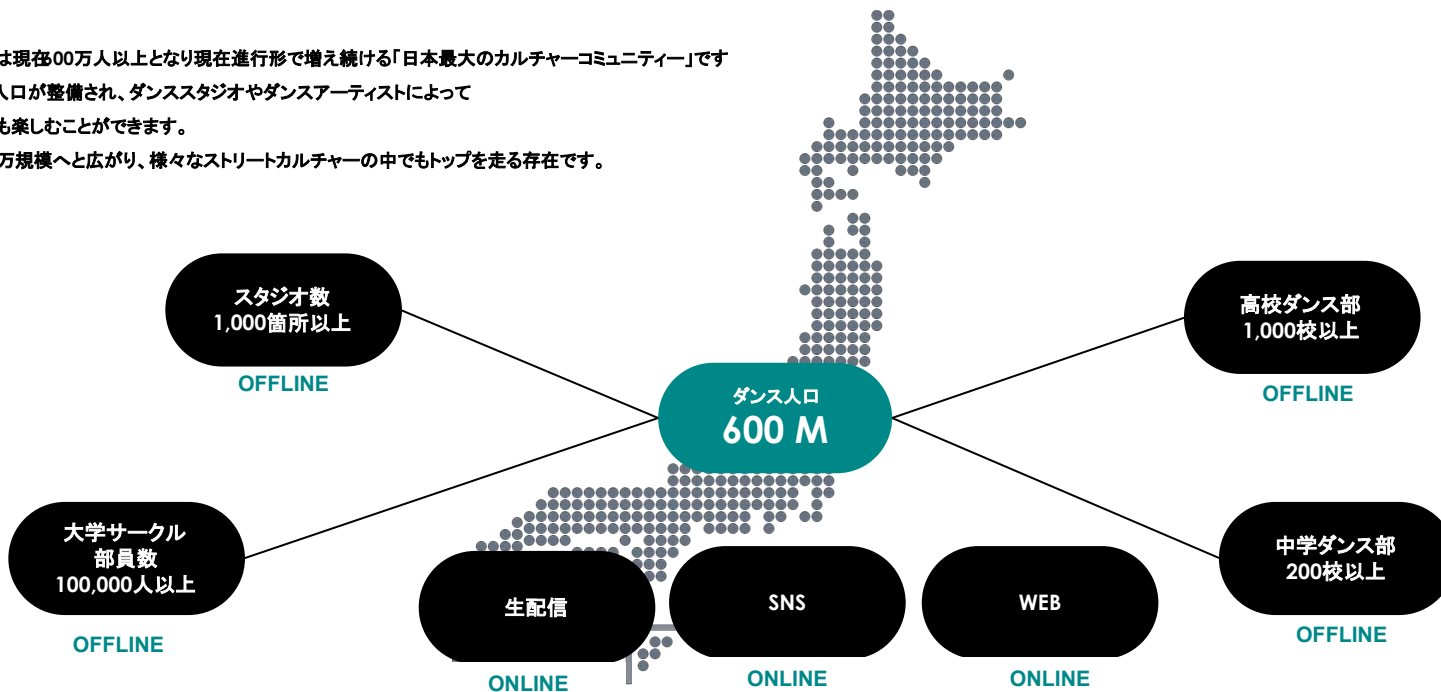 は現在600万人以上となり現在進行形で増え続ける「日本最大のカルチャーコミュニティー」です
人口が整備され、ダンススタジオやダンスアーティストによって
も楽しむことができます。
万規模へと広がり、様々なストリートカルチャーの中でもトップを走る存在です。
スタジオ数
1,000箇所以上
OFFLINE
高校ダンス部
1,000校以上
OFFLINE
ダンス人口
600 M
大学サークル
部員数
100,000人以上
OFFLINE
中学ダンス部
200校以上
OFFLINE
生配信
ONLINE
SNS
ONLINE
WEB
ONLINE